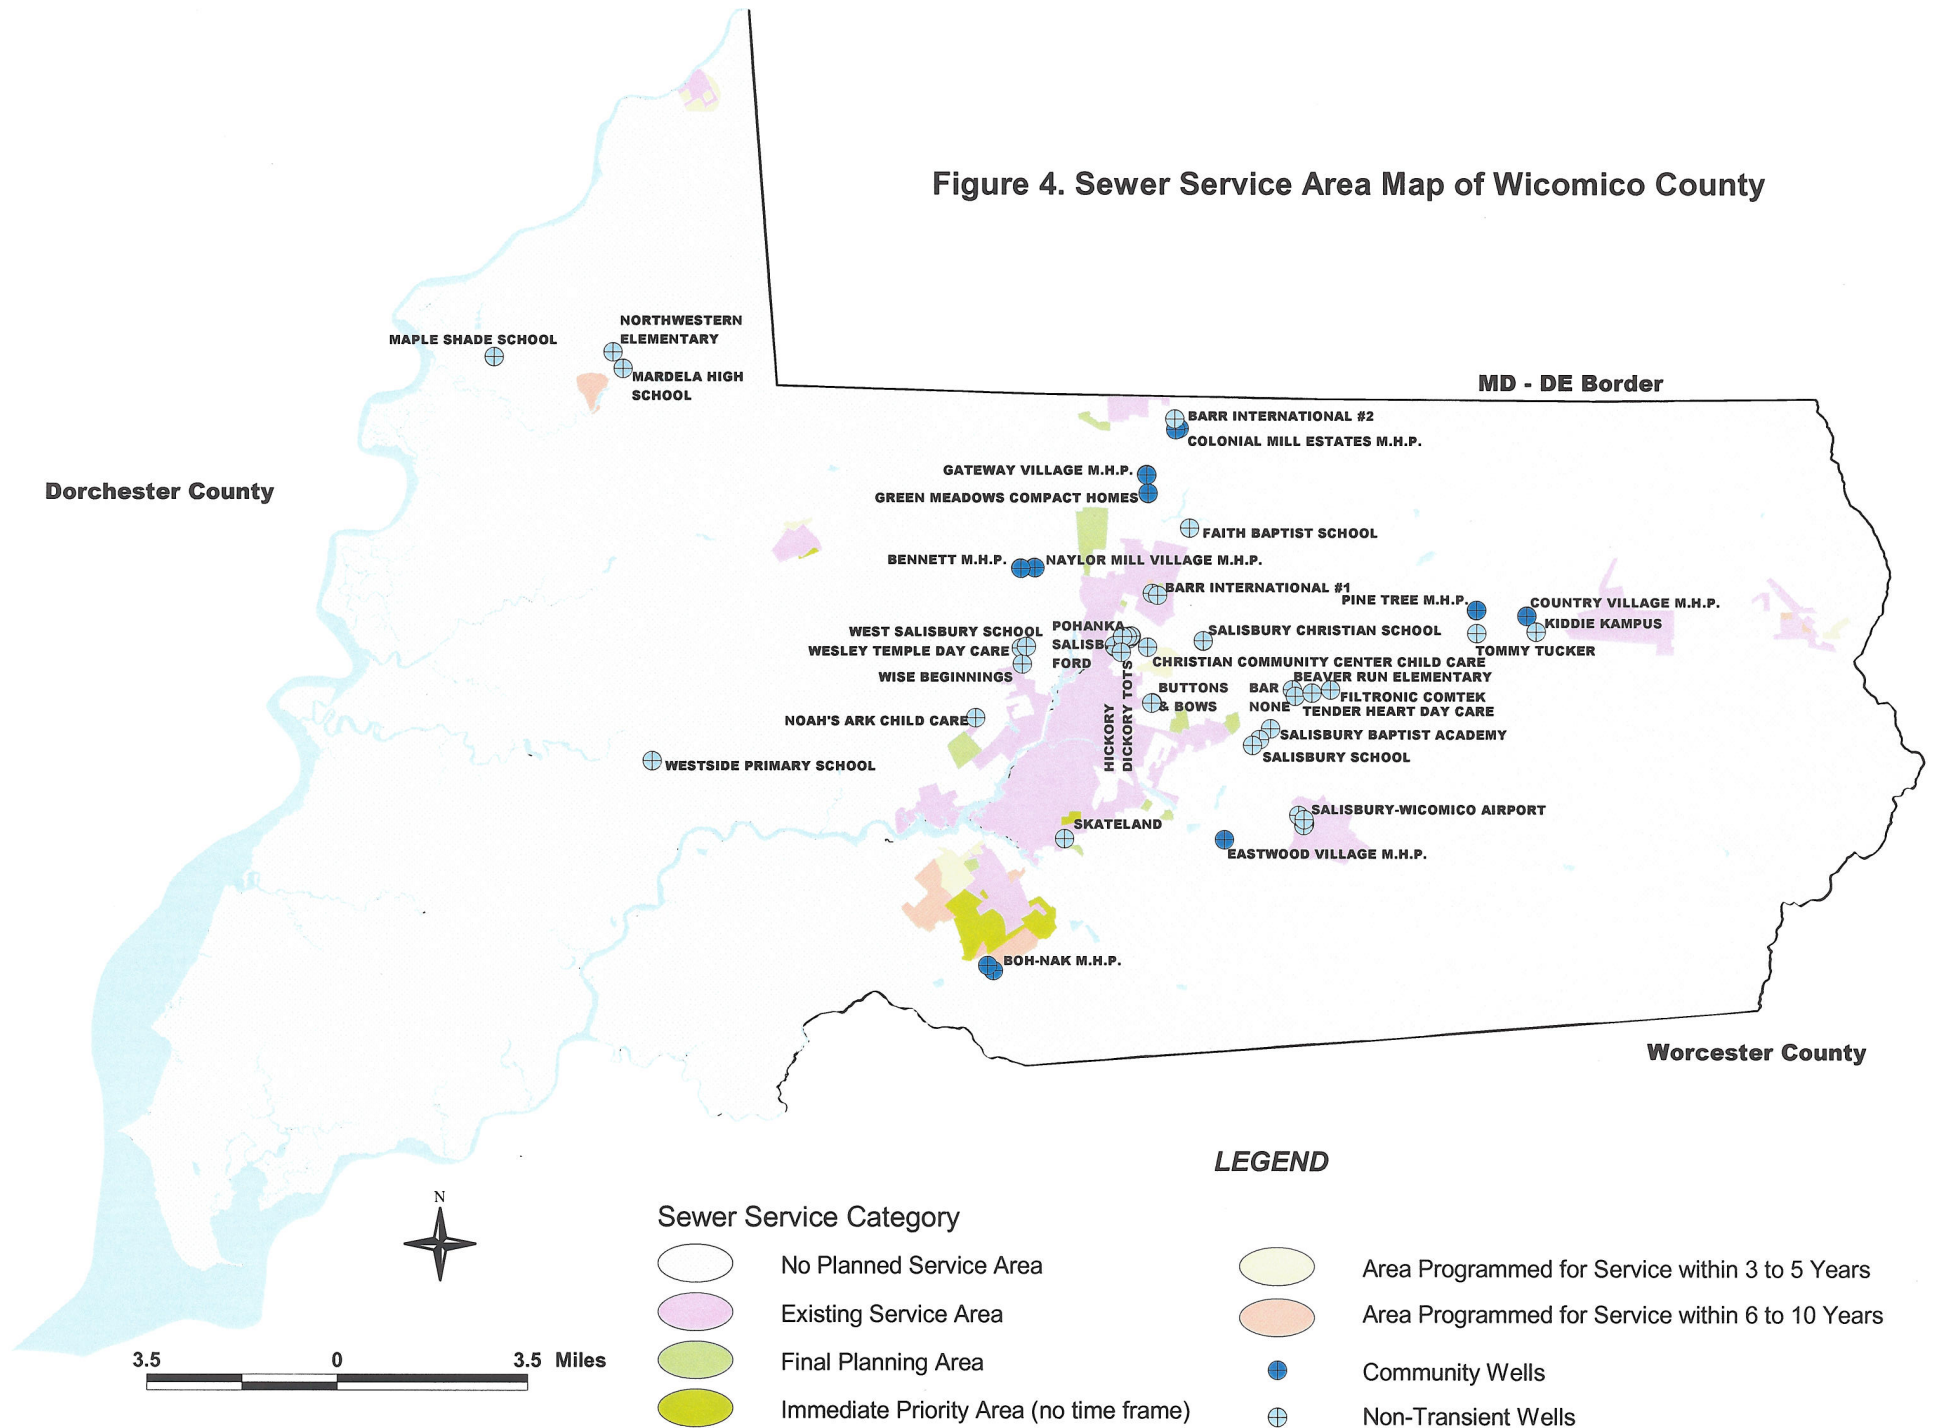 Figure 4. Sewer Service Area Map of Wicomico County
NORTHWESTERN
ELEMENTARY
MAPLE SHADE SCHOOL
MARDELA HIGH
SCHOOL
MD - DE Border
BARR INTERNATIONAL #2
COLONIAL MILL ESTATES M.H.P.
GATEWAY VILLAGE M.H.P.
Dorchester County
GREEN MEADOWS COMPACT HOMES
FAITH BAPTIST SCHOOL
BENNETT M.H.P.
NAYLOR MILL VILLAGE M.H.P.
BARR INTERNATIONAL #1
PINE TREE M.H.P.
COUNTRY VILLAGE M.H.P.
KIDDIE KAMPUS
WEST SALISBURY SCHOOL
POHANKA
SALISBURY CHRISTIAN SCHOOL
WESLEY TEMPLE DAY CARE
SALISB
TOMMY TUCKER
FORD
CHRISTIAN COMMUNITY CENTER CHILD CARE
WISE BEGINNINGS
BEAVER RUN ELEMENTARY
BUTTONS
& BOWS
BAR
NONE
FILTRONIC COMTEK
TENDER HEART DAY CARE
HICKORY
DICKORY TOTS
NOAH'S ARK CHILD CARE
SALISBURY BAPTIST ACADEMY
SALISBURY SCHOOL
WESTSIDE PRIMARY SCHOOL
SALISBURY-WICOMICO AIRPORT
SKATELAND
EASTWOOD VILLAGE M.H.P.
BOH-NAK M.H.P.
Worcester County
LEGEND
N
Sewer Service Category
No Planned Service Area
Existing Service Area
Final Planning Area
Immediate Priority Area (no time frame)
Area Programmed for Service within 3 to 5 Years
Area Programmed for Service within 6 to 10 Years
Community Wells
Non-Transient Wells
3.5 0 3.5 Miles